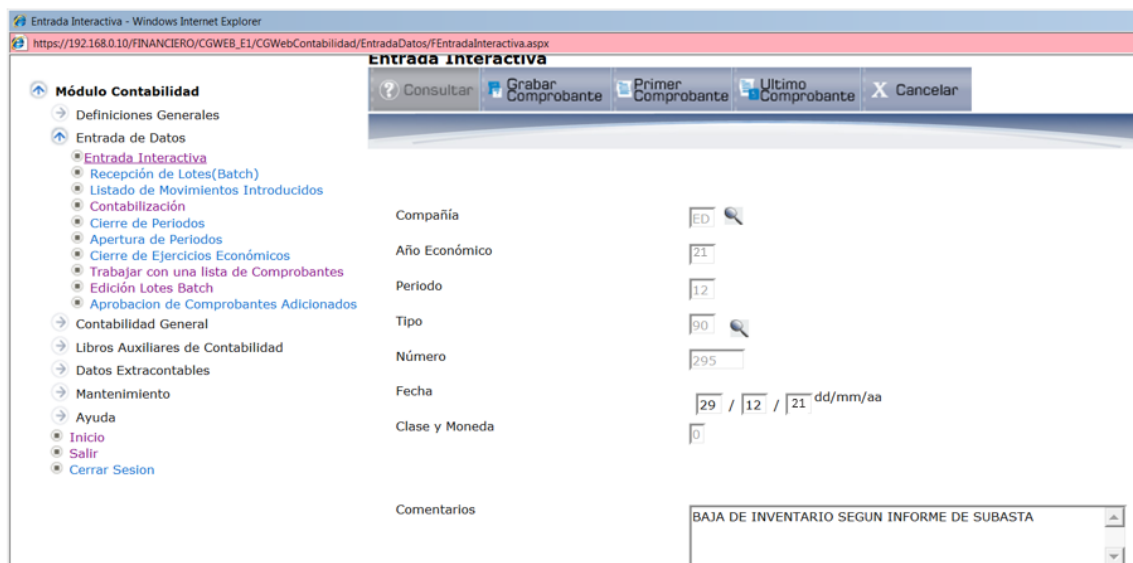 Entrada Interactiva - Windows Internet Explorer
https://192.168.0.10/FINANCIERO/CGWEB_E1/CGWebContabilidad/EntradaDatos/FEntradaInteractiva.aspx
Entrada Interactiva
Consultar Grabar Comprobante Primer Comprobante Ultimo Comprobante X Cancelar
Módulo Contabilidad
Definiciones Generales
Entrada de Datos
Entrada Interactiva
Recepción de Lotes(Batch)
Listado de Movimientos Introducidos
Contabilización
Cierre de Periodos
Apertura de Periodos
Cierre de Ejercicios Económicos
Trabajar con una lista de Comprobantes
Edición Lotes Batch
Aprobacion de Comprobantes Adicionados
Contabilidad General
Libros Auxiliares de Contabilidad
Datos Extracontables
Mantenimiento
Ayuda
Inicio
Salir
Cerrar Sesion
Compañía ED
Año Económico 21
Periodo 12
Tipo 90
Número 295
Fecha 29 / 12 / 21 dd/mm/aa
Clase y Moneda 0
Comentarios BAJA DE INVENTARIO SEGUN INFORME DE SUBASTA